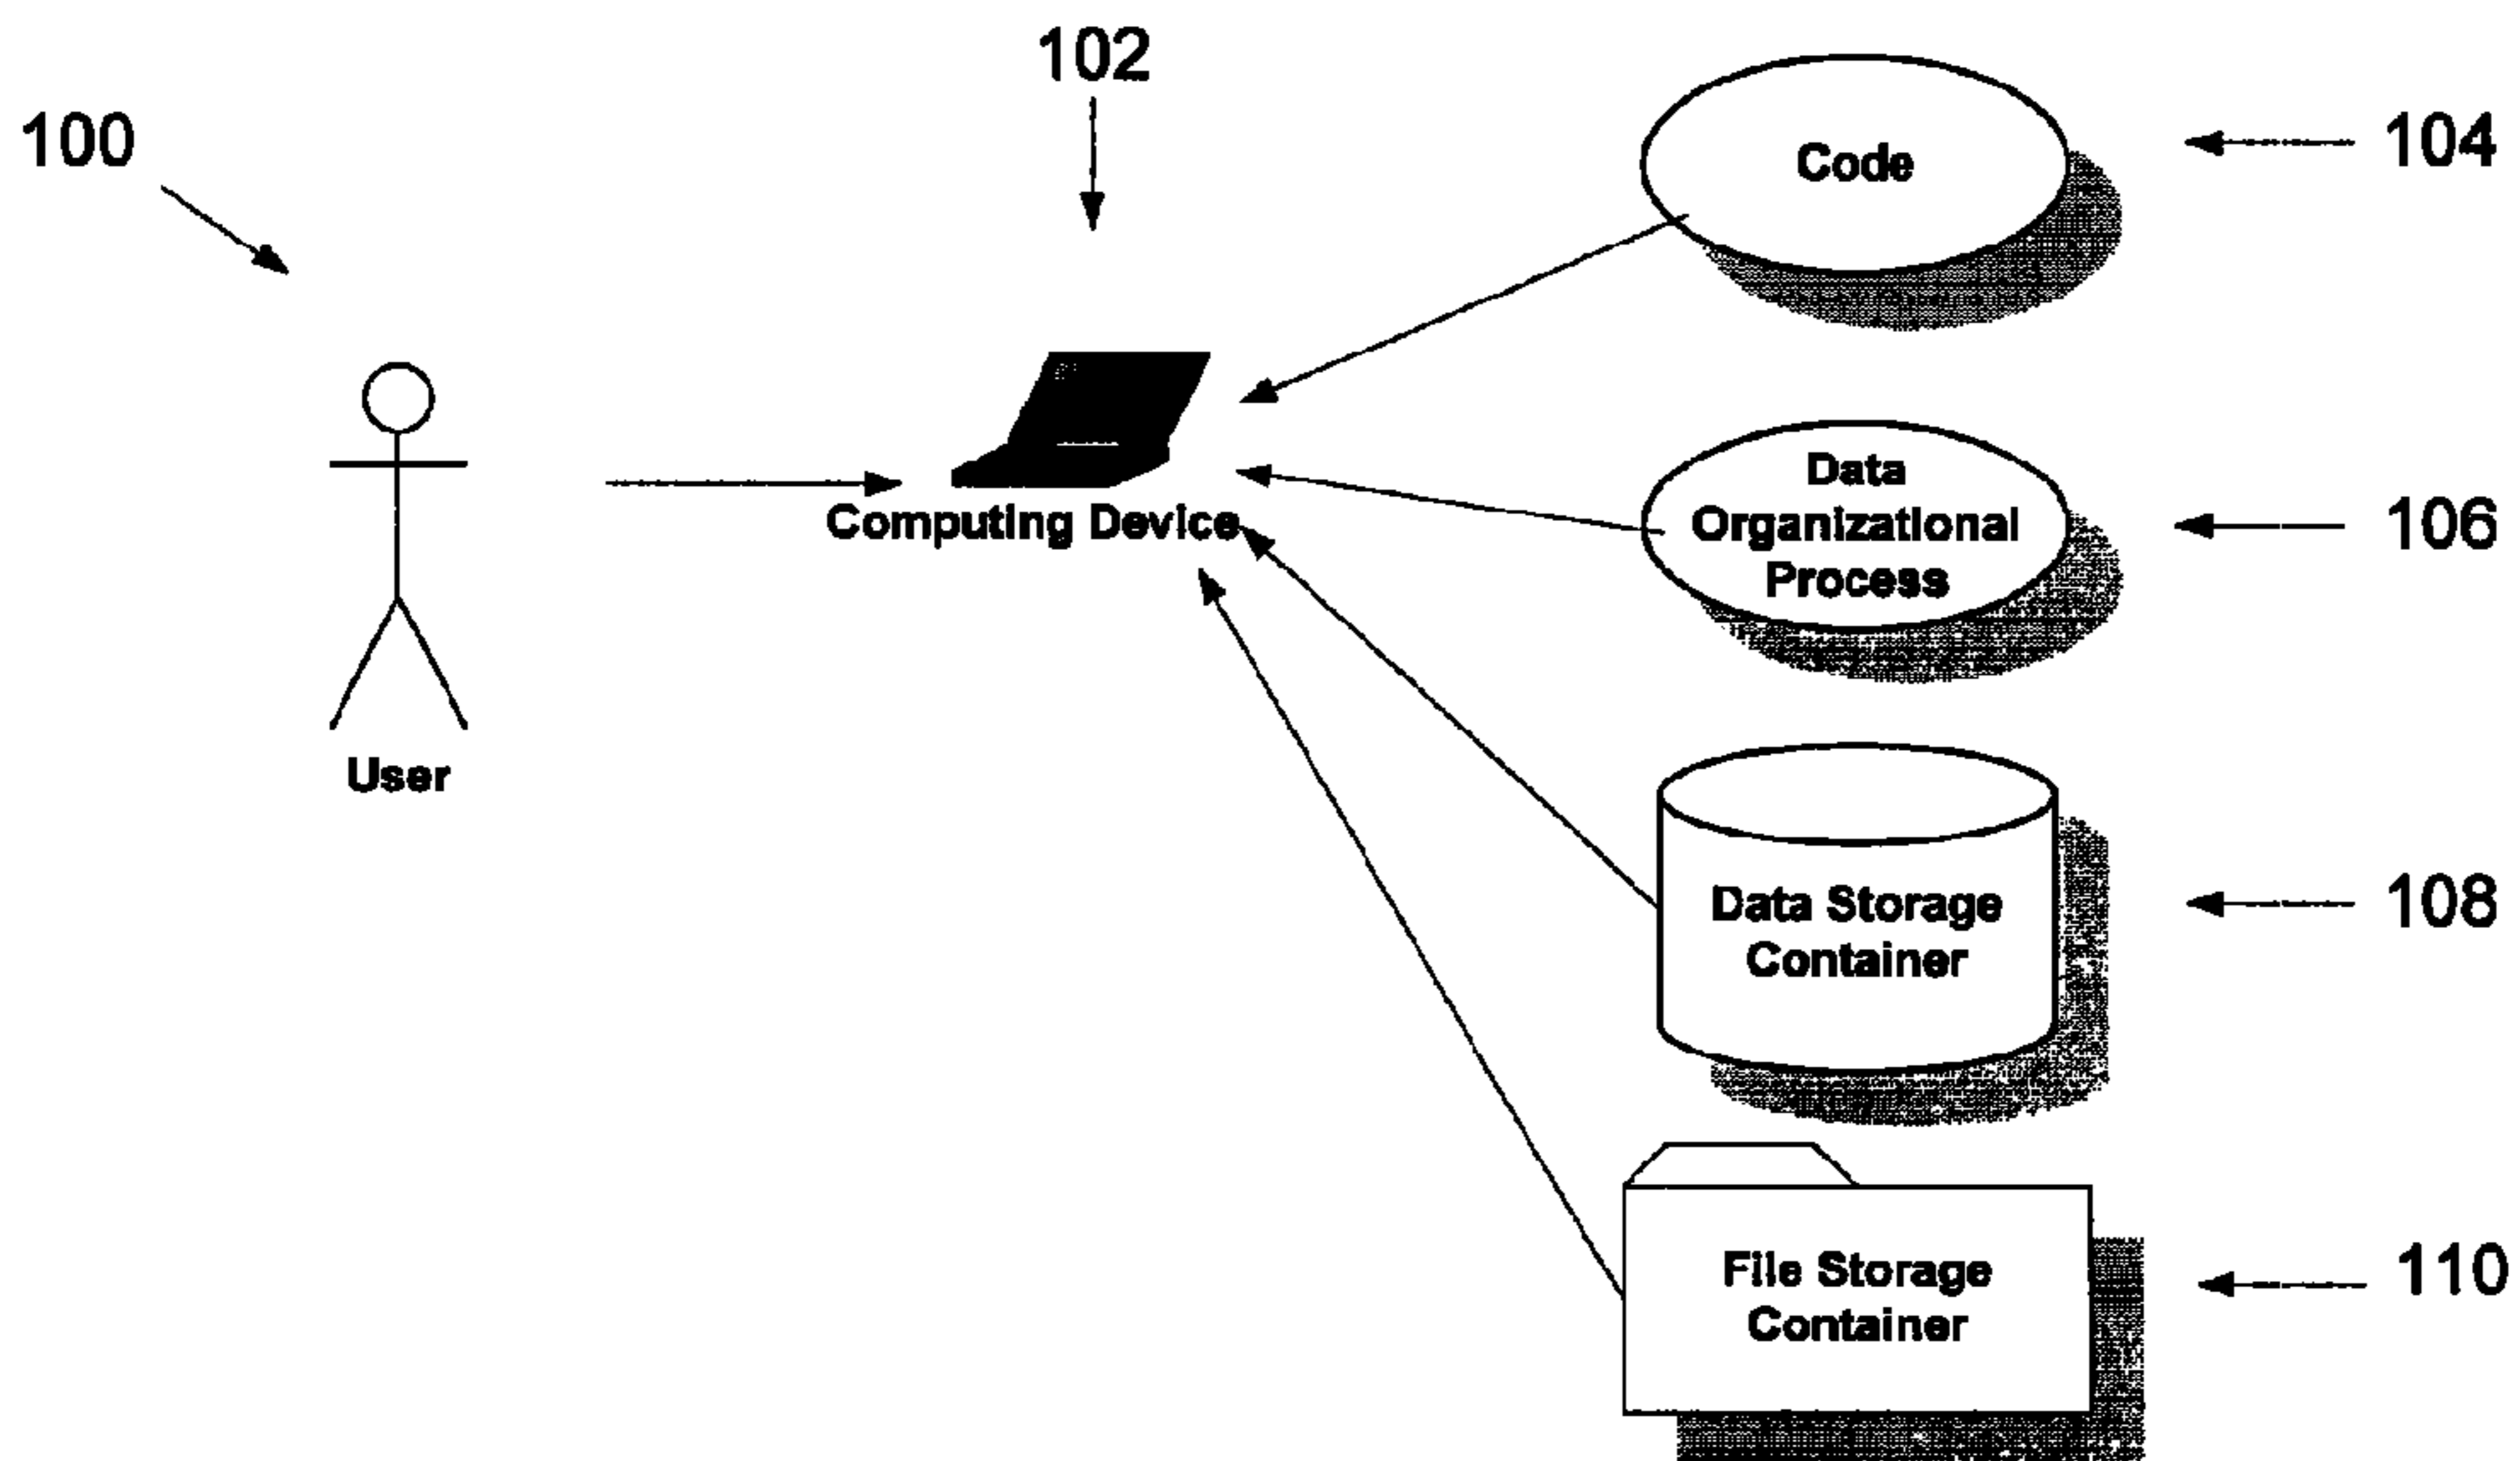 102
100
Code
104
Data
Organizational
Process
106
Computing Device
User
Data Storage
Container
108
File Storage
Container
110